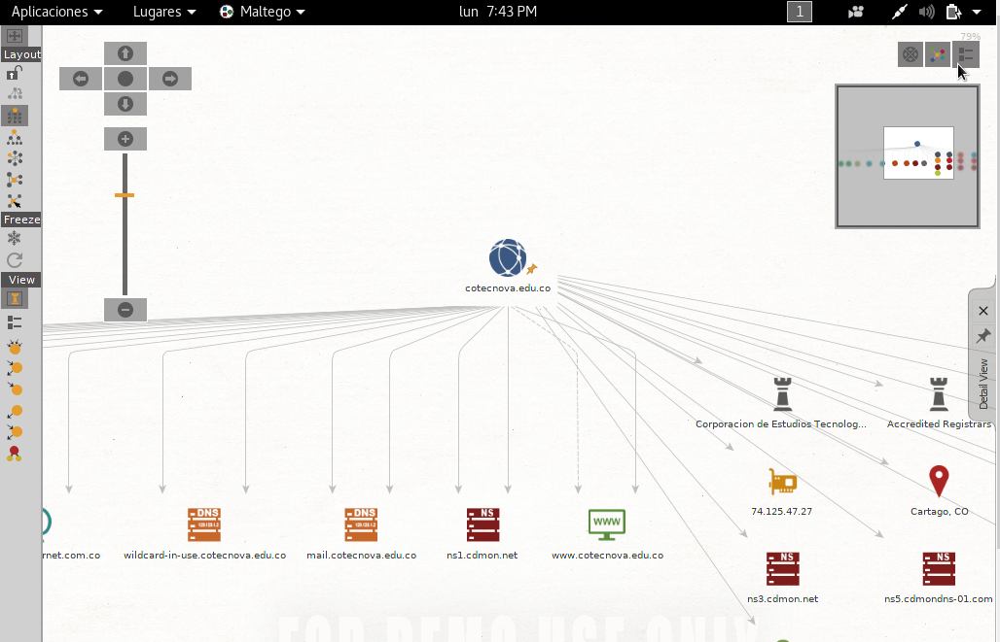 Aplicaciones Lugares Maltego lun 7:43 PM 1
79%
Layout
Freeze
View
Detail View
cotecnova.edu.co
Corporacion de Estudios Tecnolog... Accredited Registrars
74.125.47.27 Cartago, CO
DNS DNS NS WWW
rnet.com.co wildcard-in-use.cotecnova.edu.co mail.cotecnova.edu.co ns1.cdmon.net www.cotecnova.edu.co
NS NS
ns3.cdmon.net ns5.cdmondns-01.com
FOR DEMO USE ONLY